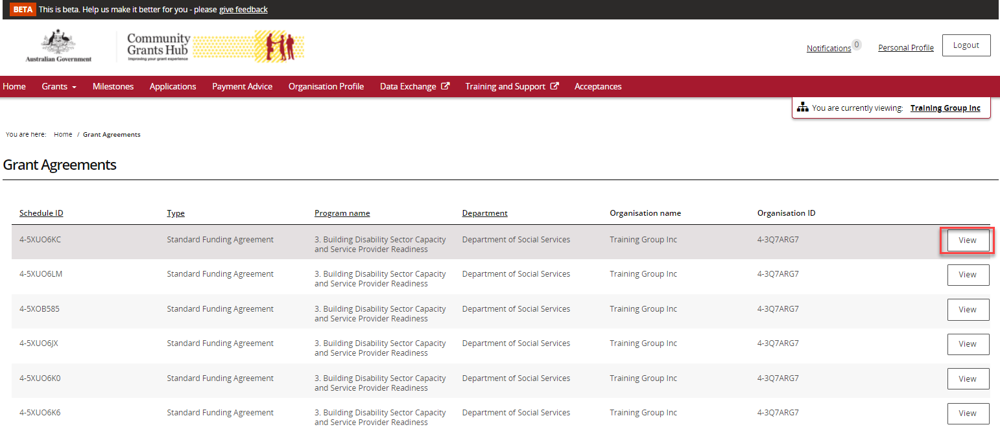 BETA This is beta. Help us make it better for you - please give feedback
Australian Government
Community
Grants Hub
Improving your grant experience
Notifications 0 Personal Profile Logout
Home Grants Milestones Applications Payment Advice Organisation Profile Data Exchange Training and Support Acceptances
You are currently viewing: Training Group Inc
You are here: Home / Grant Agreements
Grant Agreements
Schedule ID Type Program name Department Organisation name Organisation ID
4-5XUO6KC Standard Funding Agreement 3. Building Disability Sector Capacity Department of Social Services Training Group Inc 4-3Q7ARG7 View
and Service Provider Readiness
4-5XUO6LM Standard Funding Agreement 3. Building Disability Sector Capacity Department of Social Services Training Group Inc 4-3Q7ARG7 View
and Service Provider Readiness
4-5XOB585 Standard Funding Agreement 3. Building Disability Sector Capacity Department of Social Services Training Group Inc 4-3Q7ARG7 View
and Service Provider Readiness
4-5XUO6JX Standard Funding Agreement 3. Building Disability Sector Capacity Department of Social Services Training Group Inc 4-3Q7ARG7 View
and Service Provider Readiness
4-5XUO6K0 Standard Funding Agreement 3. Building Disability Sector Capacity Department of Social Services Training Group Inc 4-3Q7ARG7 View
and Service Provider Readiness
4-5XUO6K6 Standard Funding Agreement 3. Building Disability Sector Capacity Department of Social Services Training Group Inc 4-3Q7ARG7 View
and Service Provider Readiness